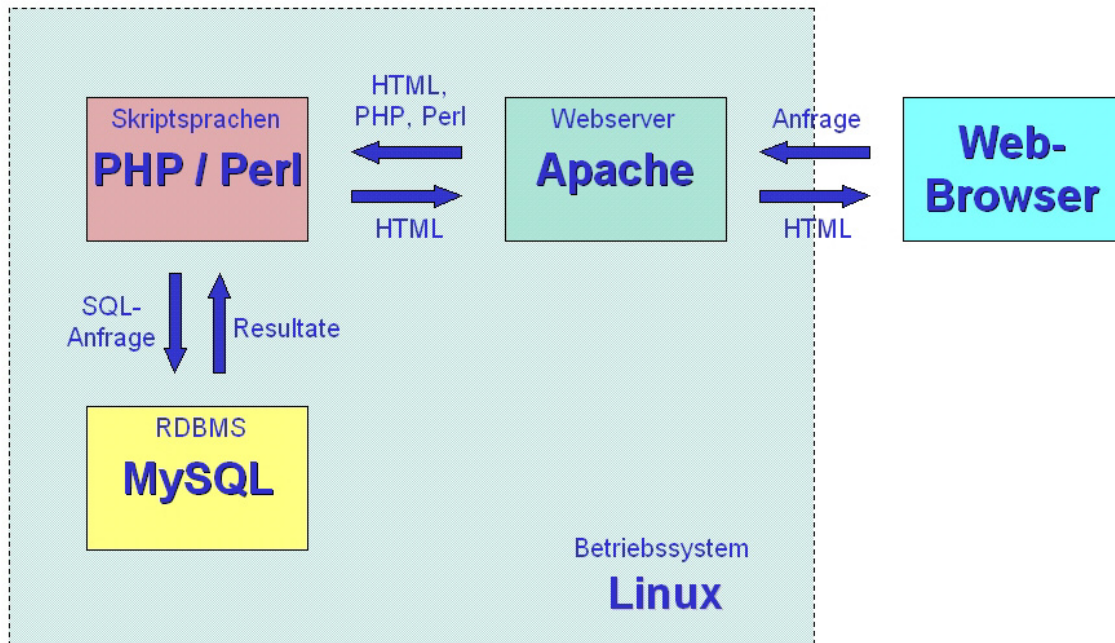 Skriptsprachen
PHP / Perl
HTML,
PHP, Perl
HTML
Webserver
Apache
Anfrage
HTML
Web-
Browser
SQL-
Anfrage
Resultate
RDBMS
MySQL
Betriebssystem
Linux